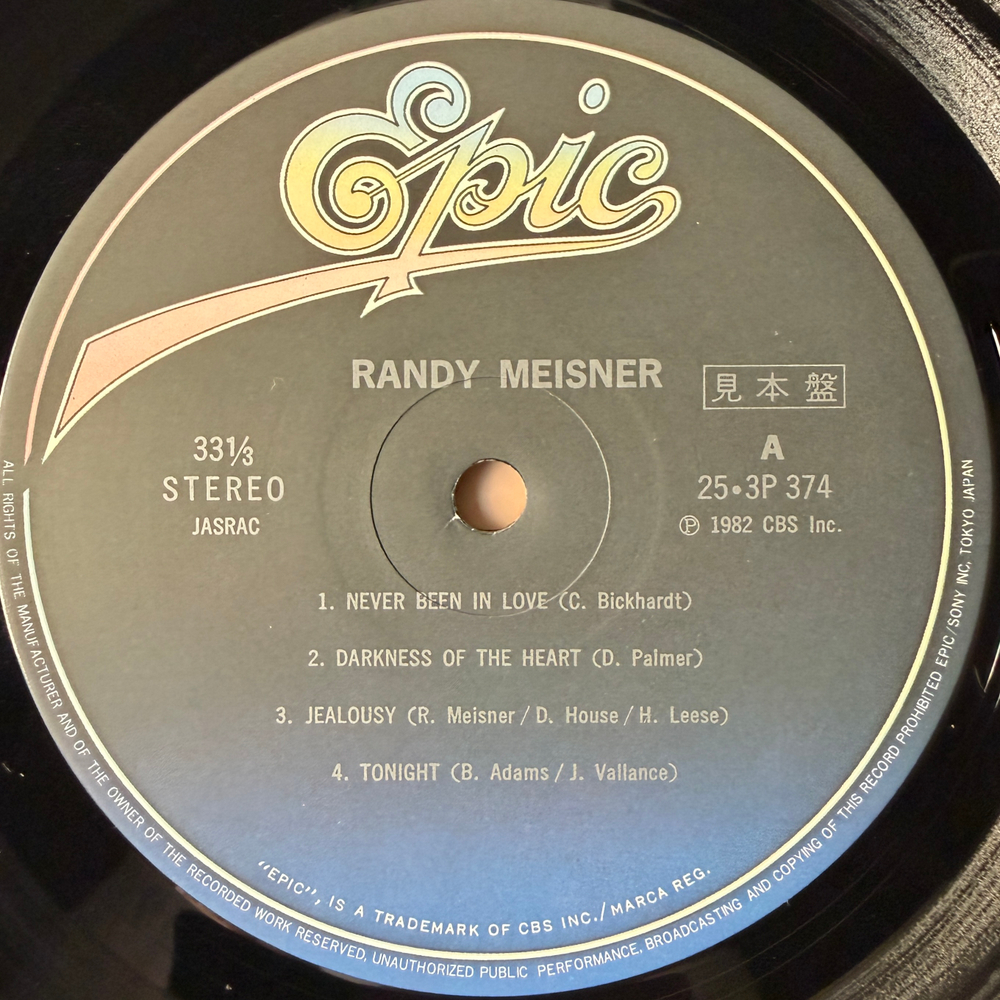 Epic
RANDY MEISNER
見本盤
33⅓
STEREO
JASRAC
A
25•3P 374
Ⓟ 1982 CBS Inc.
1. NEVER BEEN IN LOVE (C. Bickhardt)
2. DARKNESS OF THE HEART (D. Palmer)
3. JEALOUSY (R. Meisner / D. House / H. Leese)
4. TONIGHT (B. Adams / J. Vallance)
"EPIC", IS A TRADEMARK OF CBS INC./MARCA REG.
ALL RIGHTS OF THE MANUFACTURER AND OF THE OWNER OF THE RECORDED WORK RESERVED, UNAUTHORIZED PUBLIC PERFORMANCE, BROADCASTING AND COPYING OF THIS RECORD PROHIBITED EPIC/SONY INC, TOKYO JAPAN